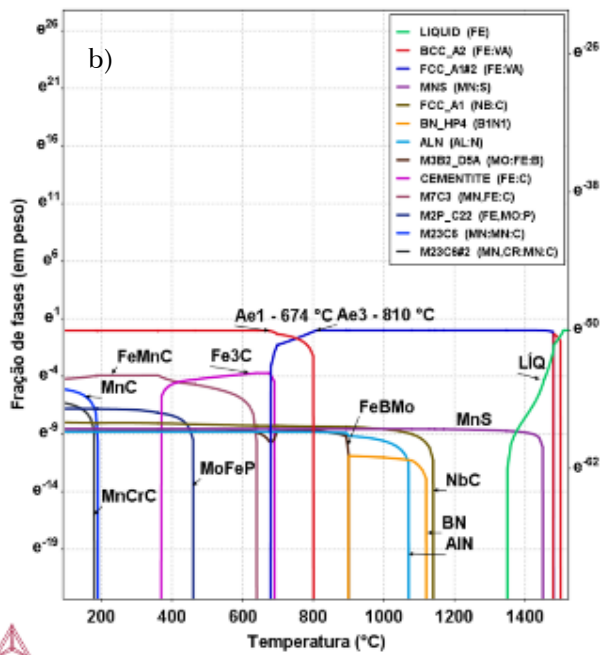 b)
LIQUID (FE)
BCC_A2 (FE:VA)
FCC_A1#2 (FE:VA)
MNS (MN:S)
FCC_A1 (NB:C)
BN_HP4 (B1N1)
ALN (AL:N)
M3B2_D5A (MO:FE:B)
CEMENTITE (FE:C)
M7C3 (MN,FE:C)
M2P_C22 (FE,MO:P)
M23C6 (MN:MN:C)
M23C6#2 (MN,CR:MN:C)
e^26
e^21
e^16
e^11
e^6
e^1
e^-4
e^-9
e^-14
e^-19
e^-26
e^-38
e^-50
e^-62
Fração de fases (em peso)
Ae1 - 674 °C
Ae3 - 810 °C
FeMnC
Fe3C
LÍQ
MnC
FeBMo
MnS
MoFeP
NbC
MnCrC
BN
AlN
200 400 600 800 1000 1200 1400
Temperatura (°C)